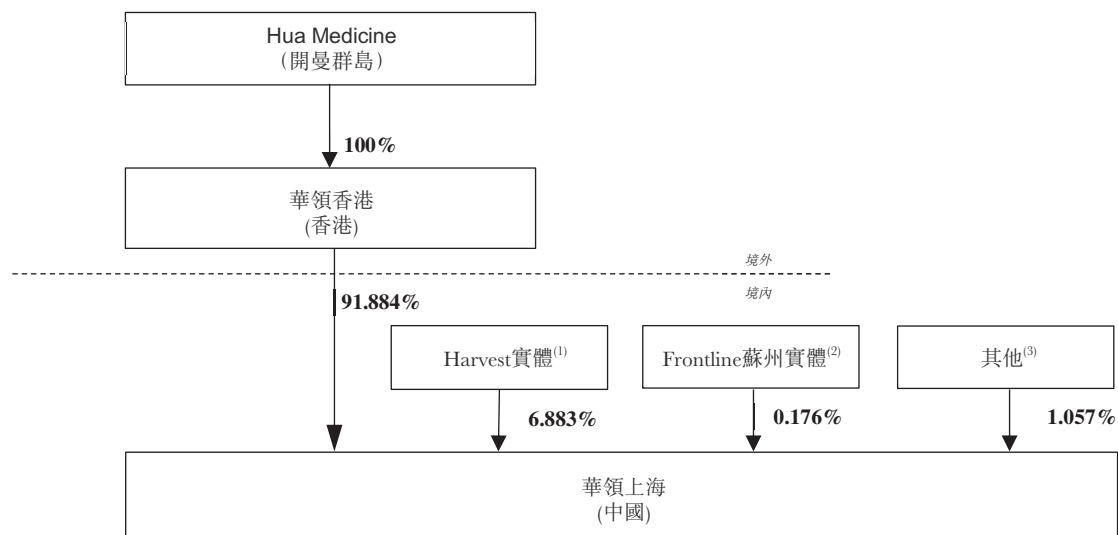 Hua Medicine
（開曼群島）
100%
華領香港
(香港)
境外
境內
91.884%
Harvest實體(1)
Frontline蘇州實體(2)
其他(3)
6.883%
0.176%
1.057%
華領上海
(中國)